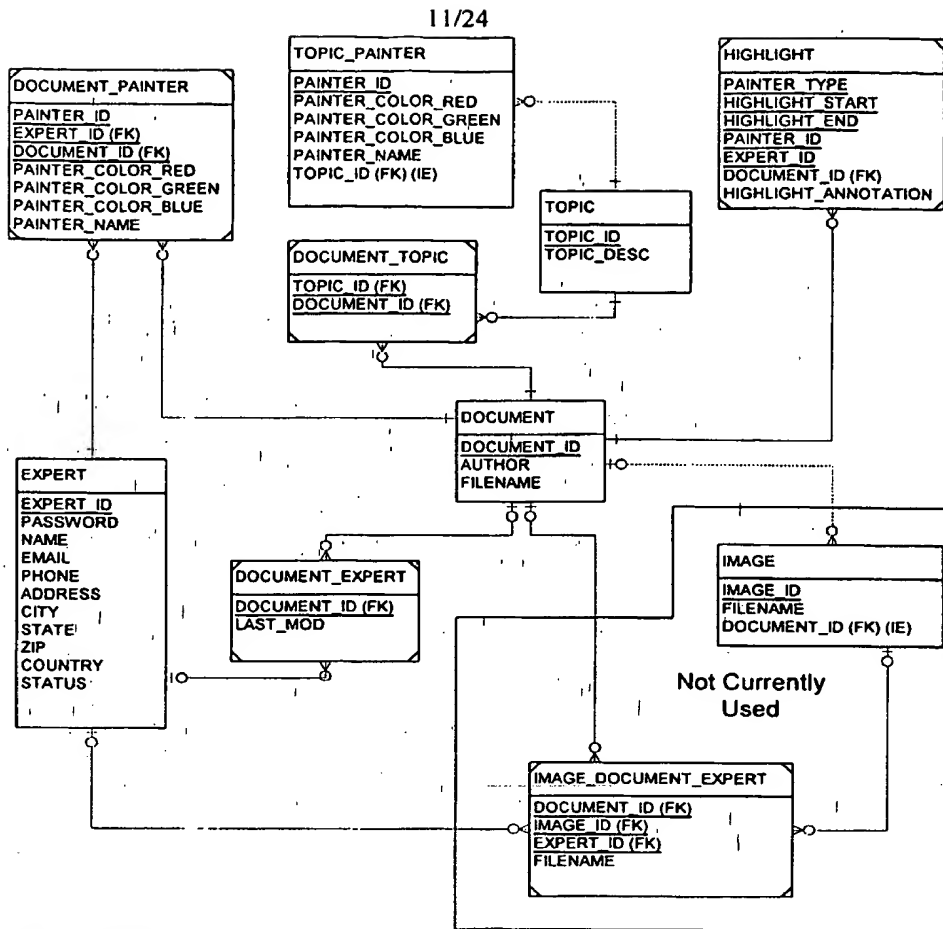 11/24
DOCUMENT_PAINTER
PAINTER_ID
EXPERT_ID (FK)
DOCUMENT_ID (FK)
PAINTER_COLOR_RED
PAINTER_COLOR_GREEN
PAINTER_COLOR_BLUE
PAINTER_NAME
TOPIC_PAINTER
PAINTER_ID
PAINTER_COLOR_RED
PAINTER_COLOR_GREEN
PAINTER_COLOR_BLUE
PAINTER_NAME
TOPIC_ID (FK) (IE)
HIGHLIGHT
PAINTER_TYPE
HIGHLIGHT_START
HIGHLIGHT_END
PAINTER_ID
EXPERT_ID
DOCUMENT_ID (FK)
HIGHLIGHT_ANNOTATION
TOPIC
TOPIC_ID
TOPIC_DESC
DOCUMENT_TOPIC
TOPIC_ID (FK)
DOCUMENT_ID (FK)
DOCUMENT
DOCUMENT_ID
AUTHOR
FILENAME
EXPERT
EXPERT_ID
PASSWORD
NAME
EMAIL
PHONE
ADDRESS
CITY
STATE
ZIP
COUNTRY
STATUS
DOCUMENT_EXPERT
DOCUMENT_ID (FK)
LAST_MOD
IMAGE
IMAGE_ID
FILENAME
DOCUMENT_ID (FK) (IE)
Not Currently
Used
IMAGE_DOCUMENT_EXPERT
DOCUMENT_ID (FK)
IMAGE_ID (FK)
EXPERT_ID (FK)
FILENAME